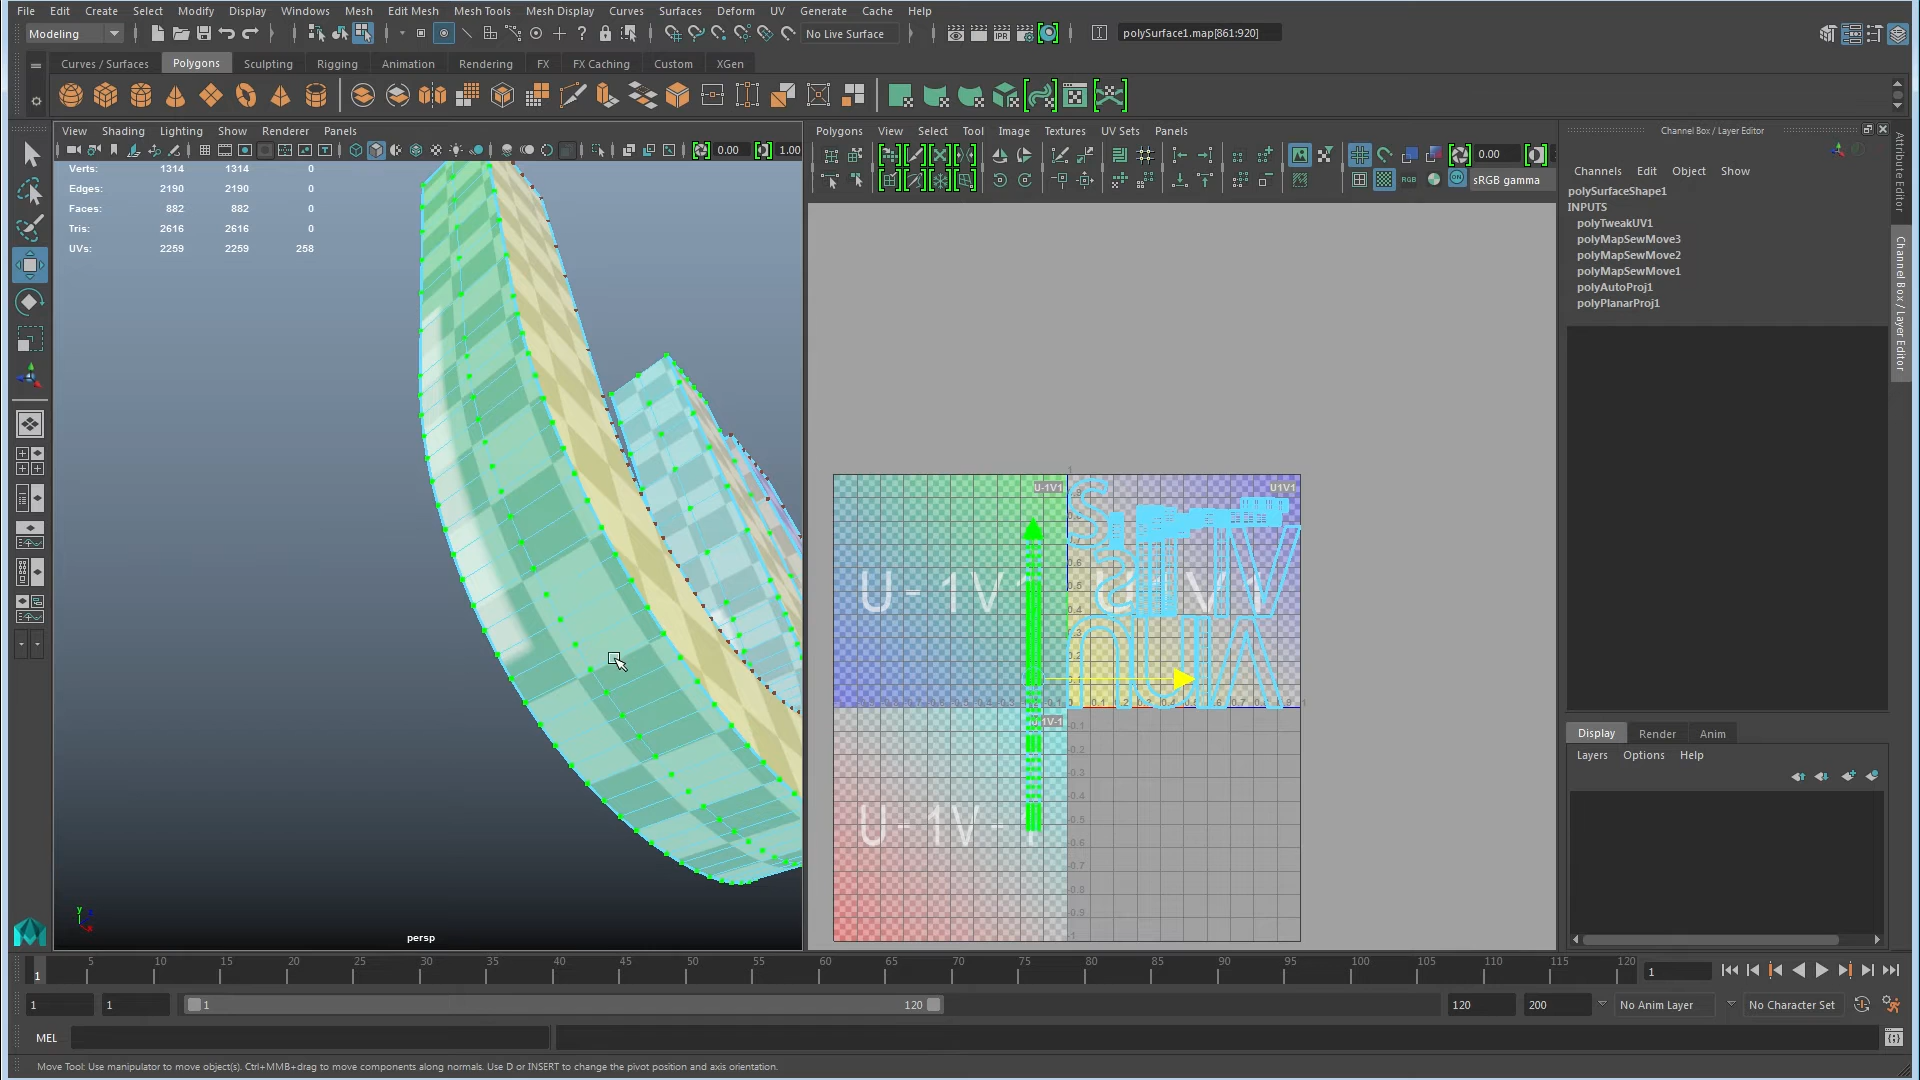 File Edit Create Select Modify Display Windows Mesh Edit Mesh Mesh Tools Mesh Display Curves Surfaces Deform UV Generate Cache Help
Modeling No Live Surface polySurface1.map[861:920]
Curves / Surfaces Polygons Sculpting Rigging Animation Rendering FX FX Caching Custom XGen
View Shading Lighting Show Renderer Panels
0.00 1.00
Verts: 1314 1314 0
Edges: 2190 2190 0
Faces: 882 882 0
Tris: 2616 2616 0
UVs: 2259 2259 258
persp
Polygons View Select Tool Image Textures UV Sets Panels
0.00
RGB ON sRGB gamma
U-1V1 U1V1
U-1V1
U-1V-1
U-1V-
Channel Box / Layer Editor
Channels Edit Object Show
polySurfaceShape1
INPUTS
polyTweakUV1
polyMapSewMove3
polyMapSewMove2
polyMapSewMove1
polyAutoProj1
polyPlanarProj1
Attribute Editor
Channel Box / Layer Editor
Display Render Anim
Layers Options Help
1 5 10 15 20 25 30 35 40 45 50 55 60 65 70 75 80 85 90 95 100 105 110 115 120 1
1 1 1 120 120 200 No Anim Layer No Character Set
MEL
Move Tool: Use manipulator to move object(s). Ctrl+MMB+drag to move components along normals. Use D or INSERT to change the pivot position and axis orientation.